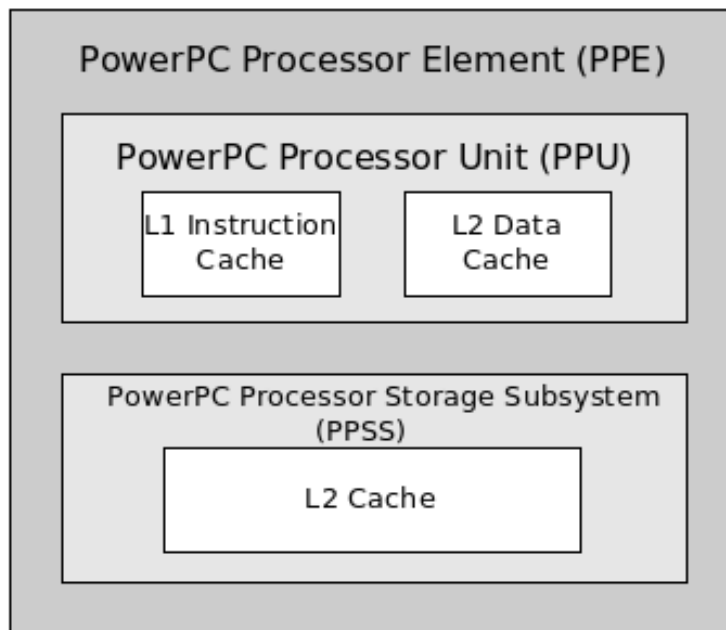 PowerPC Processor Element (PPE)
PowerPC Processor Unit (PPU)
L1 Instruction
Cache
L2 Data
Cache
PowerPC Processor Storage Subsystem
(PPSS)
L2 Cache